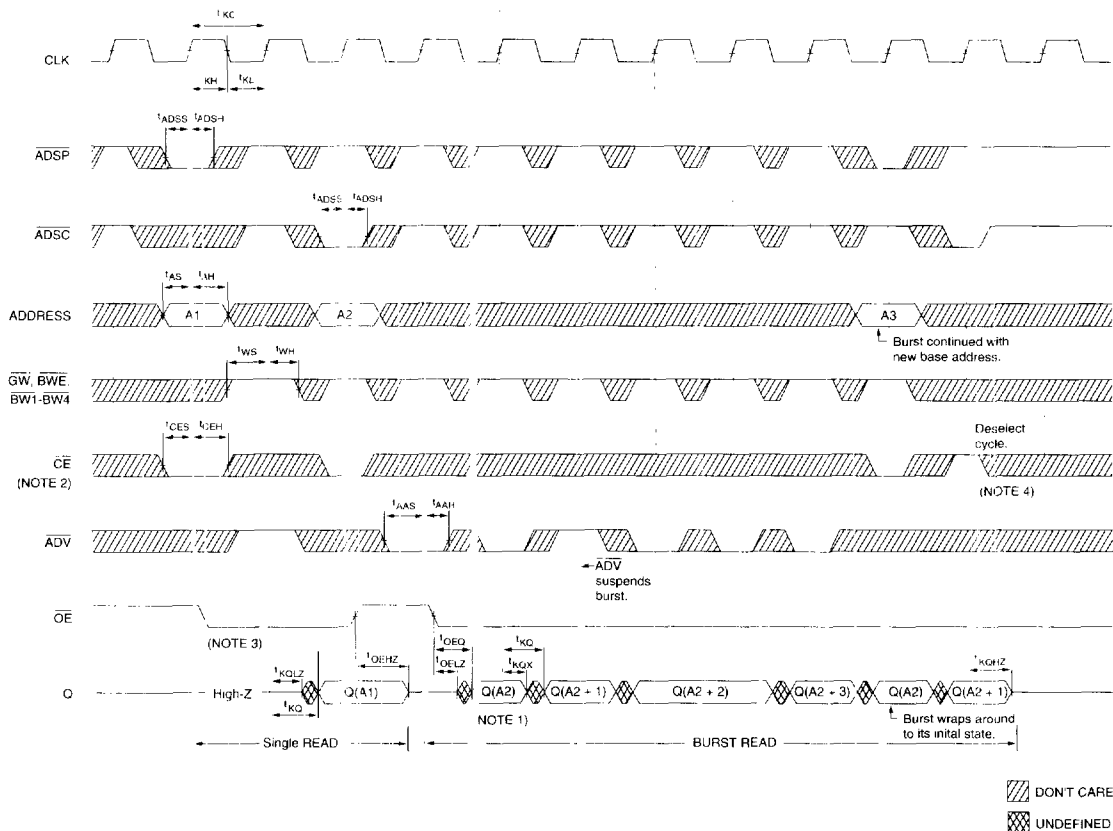 tKC
CLK
KH tKL
tADSS tADSH
ADSP
tADSS tADSH
ADSC
tAS tAH
ADDRESS A1 A2 A3
Burst continued with
new base address.
tWS tWH
GW, BWE,
BW1-BW4
tCES tCEH
Deselect
cycle.
CE
(NOTE 2)
(NOTE 4)
tAAS tAAH
ADV
ADV
suspends
burst.
OE
(NOTE 3)
tOEQ tKQ
tKQLZ tOEHZ tOELZ tKQX tKQHZ
Q High-Z Q(A1) Q(A2) Q(A2 + 1) Q(A2 + 2) Q(A2 + 3) Q(A2) Q(A2 + 1)
tKQ
NOTE 1)
Burst wraps around
to its inital state.
Single READ BURST READ
DON'T CARE
UNDEFINED